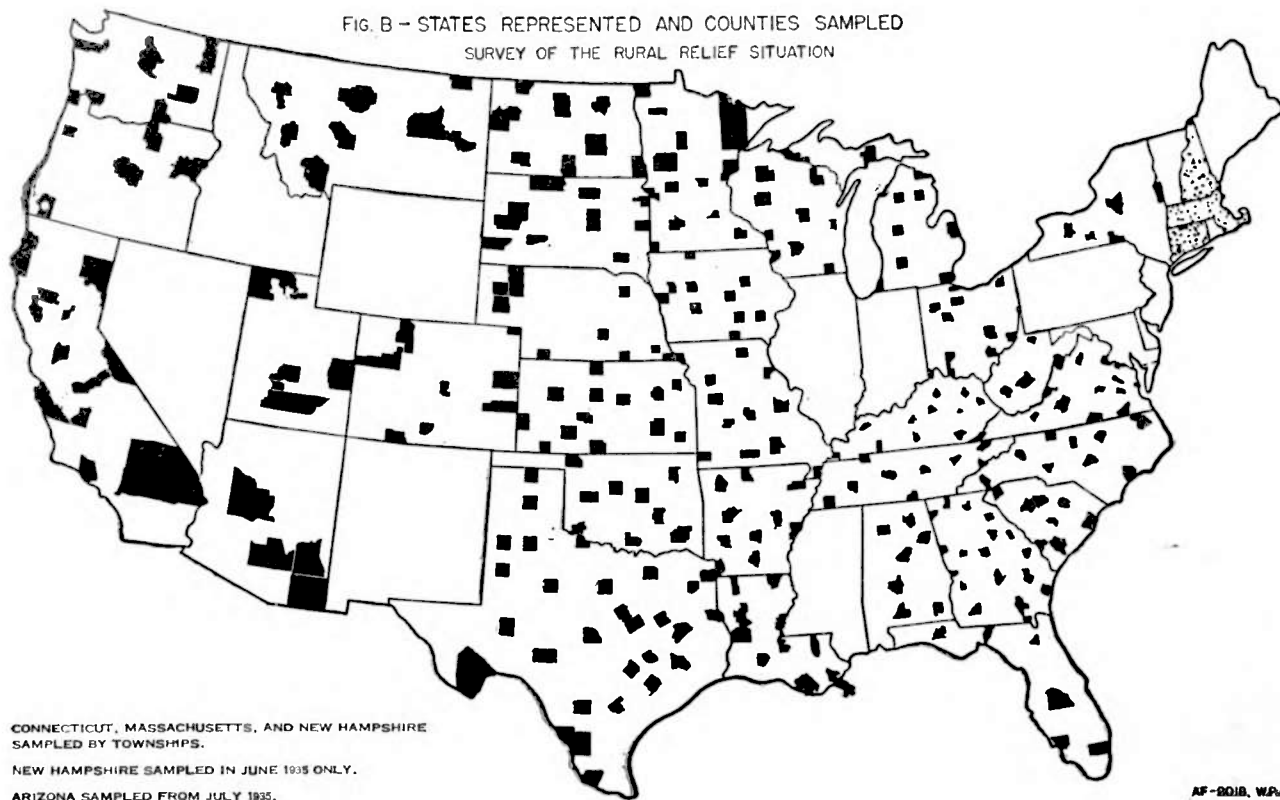 FIG. B - STATES REPRESENTED AND COUNTIES SAMPLED
SURVEY OF THE RURAL RELIEF SITUATION
CONNECTICUT, MASSACHUSETTS, AND NEW HAMPSHIRE
SAMPLED BY TOWNSHIPS.
NEW HAMPSHIRE SAMPLED IN JUNE 1935 ONLY.
ARIZONA SAMPLED FROM JULY 1935.